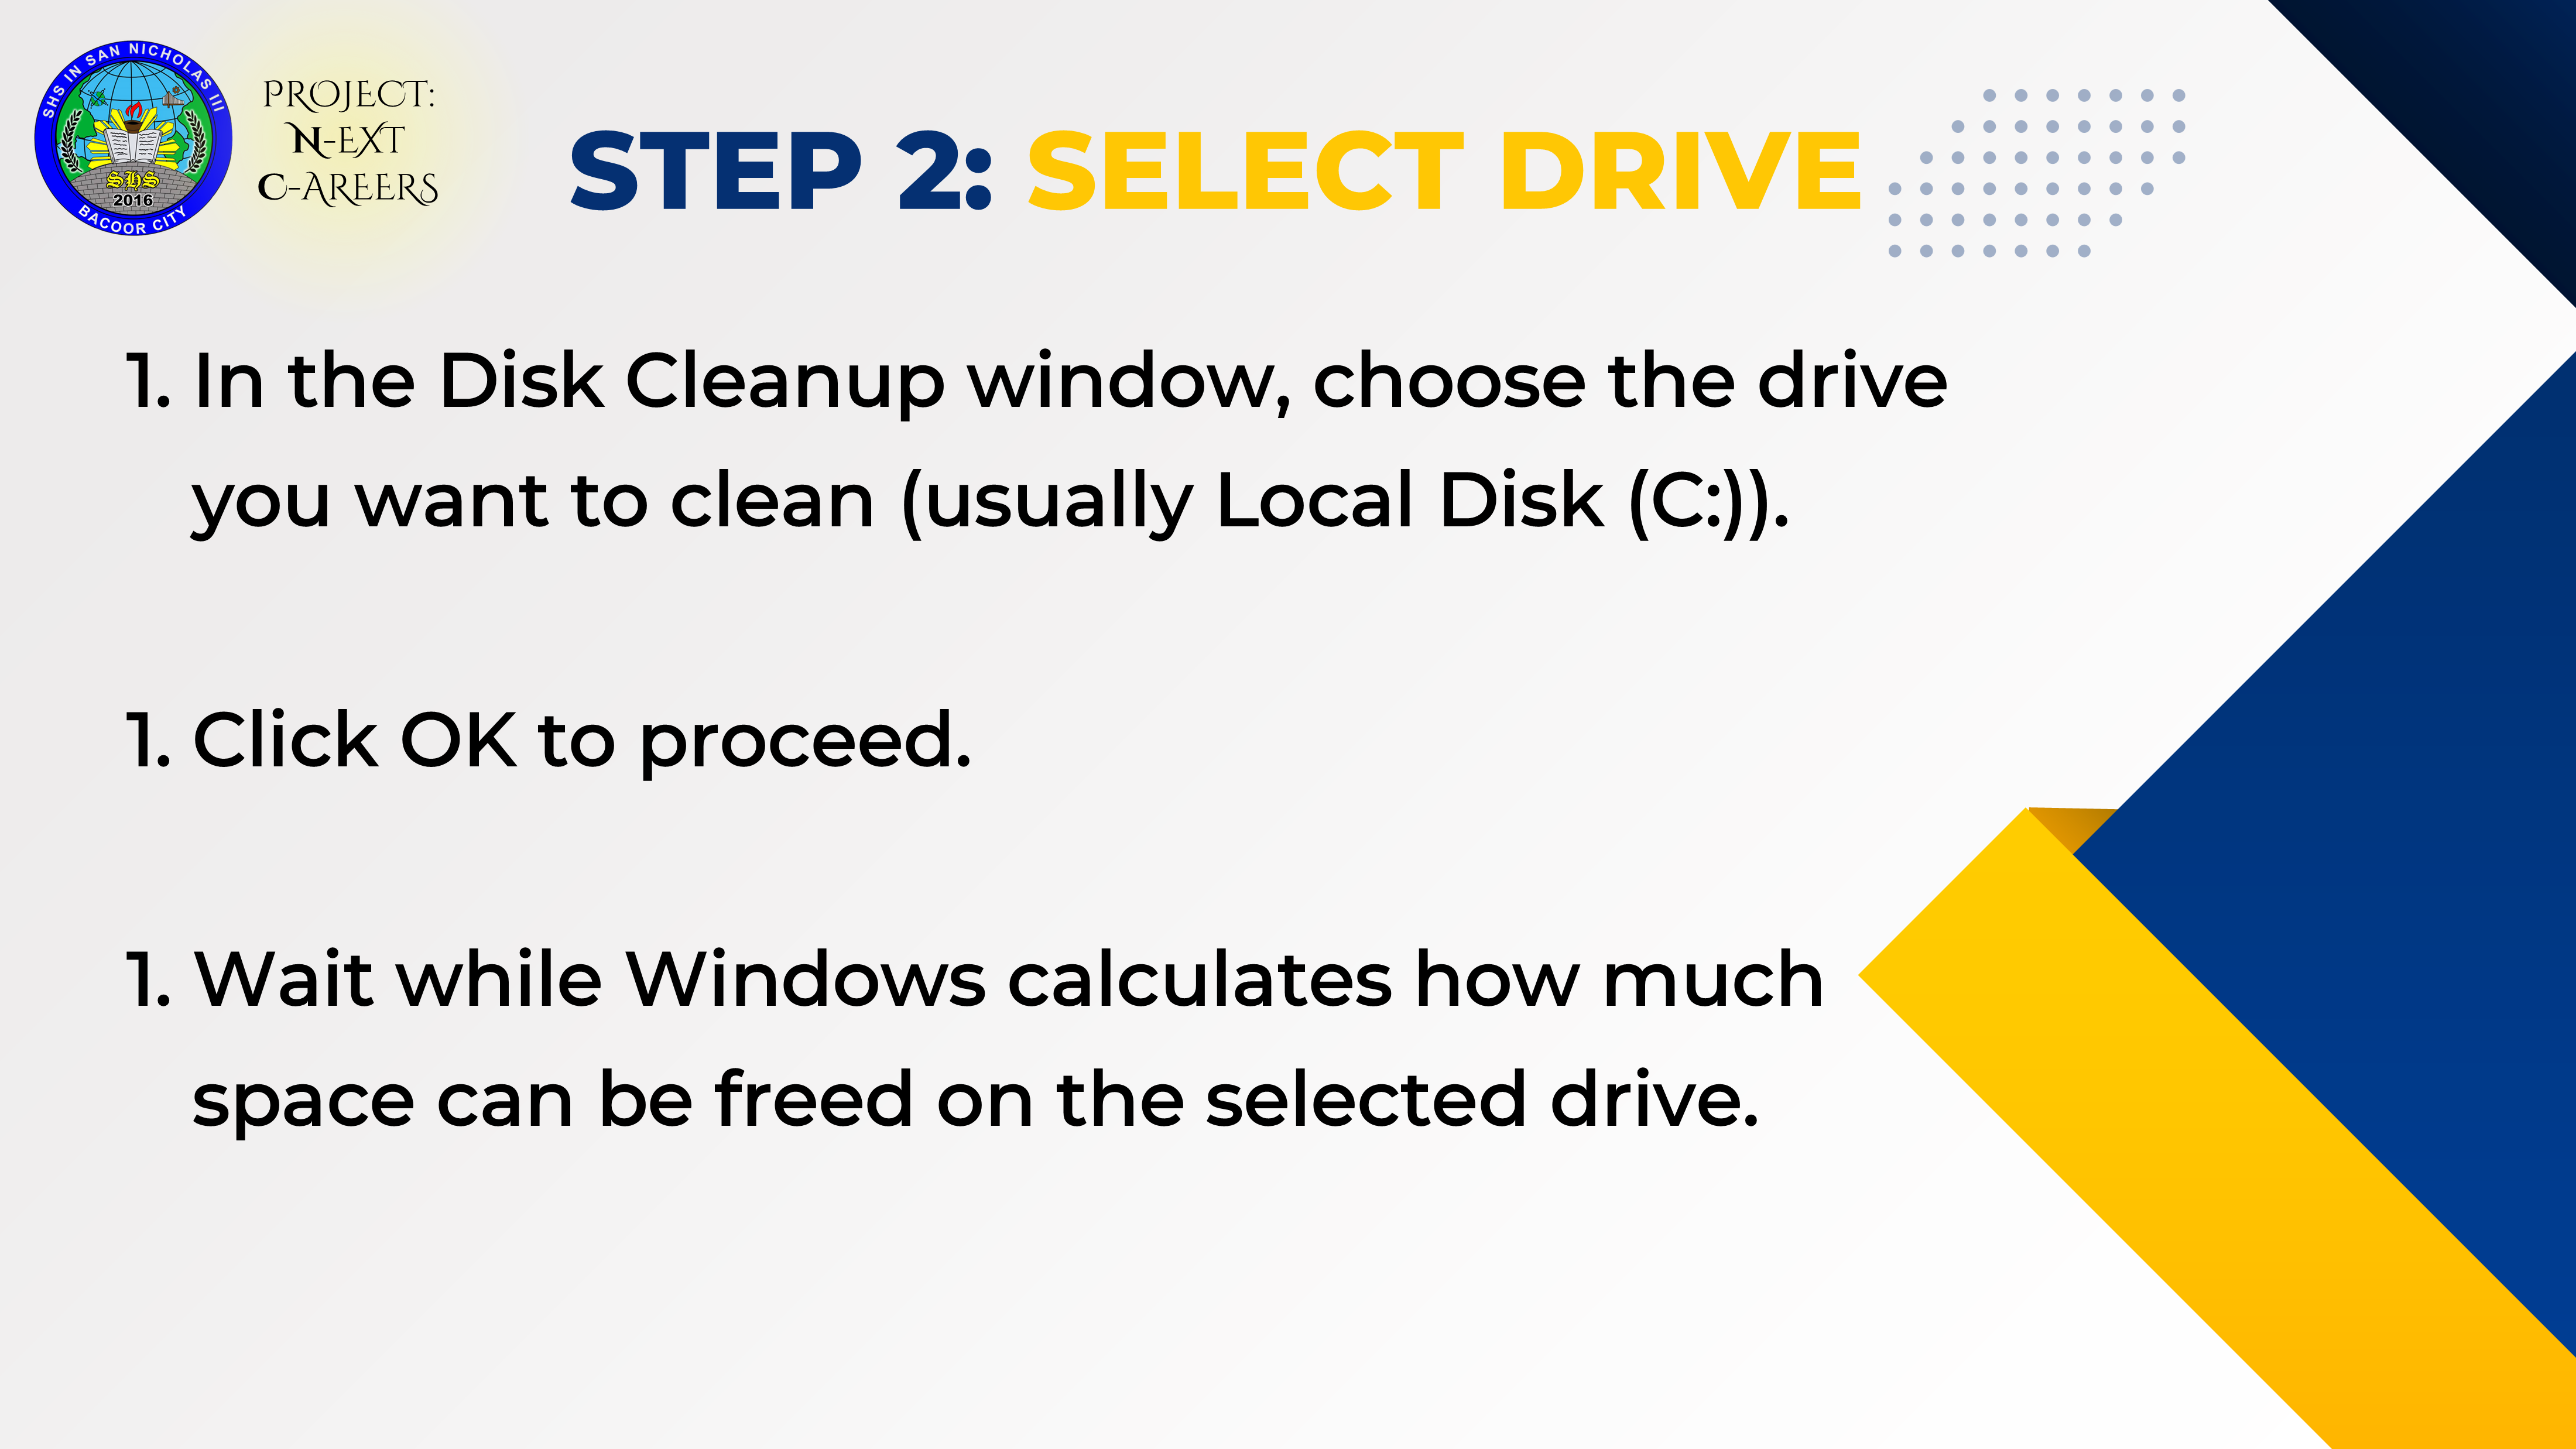 SHS IN SAN NICHOLAS III
SHS
2016
BACOOR CITY
PROJECT:
N-EXT
C-AREERS
STEP 2: SELECT DRIVE
1. In the Disk Cleanup window, choose the drive
you want to clean (usually Local Disk (C:)).
1. Click OK to proceed.
1. Wait while Windows calculates how much
space can be freed on the selected drive.